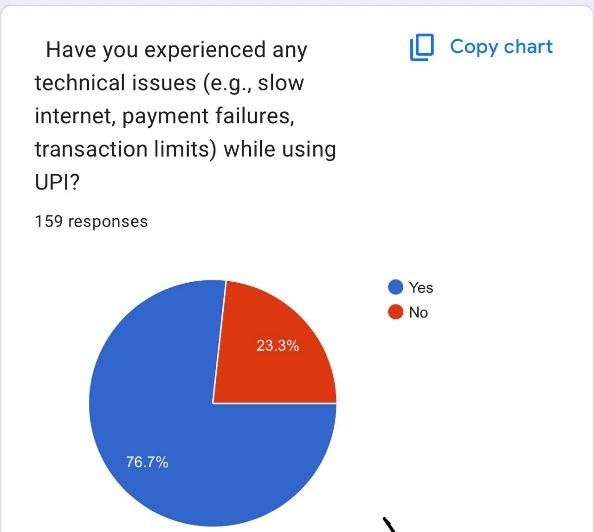 Have you experienced any
technical issues (e.g., slow
internet, payment failures,
transaction limits) while using
UPI?
Copy chart
159 responses
Yes
No
23.3%
76.7%